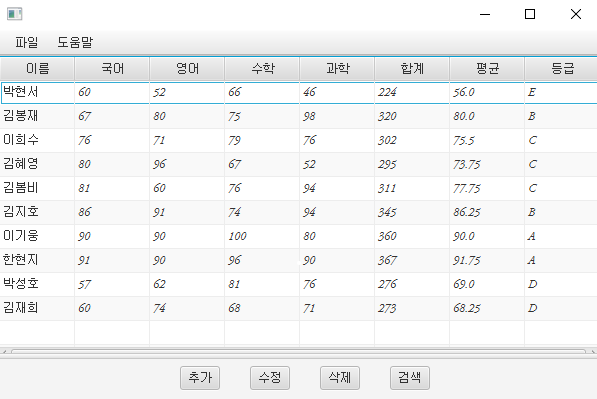 파일 도움말
이름 국어 영어 수학 과학 합계 평균 등급
박현서 60 52 66 46 224 56.0 E
김봉재 67 80 75 98 320 80.0 B
이희수 76 71 79 76 302 75.5 C
김혜영 80 96 67 52 295 73.75 C
김봄비 81 60 76 94 311 77.75 C
김지호 86 91 74 94 345 86.25 B
이기웅 90 90 100 80 360 90.0 A
한현지 91 90 96 90 367 91.75 A
박성호 57 62 81 76 276 69.0 D
김재희 60 74 68 71 273 68.25 D
추가 수정 삭제 검색